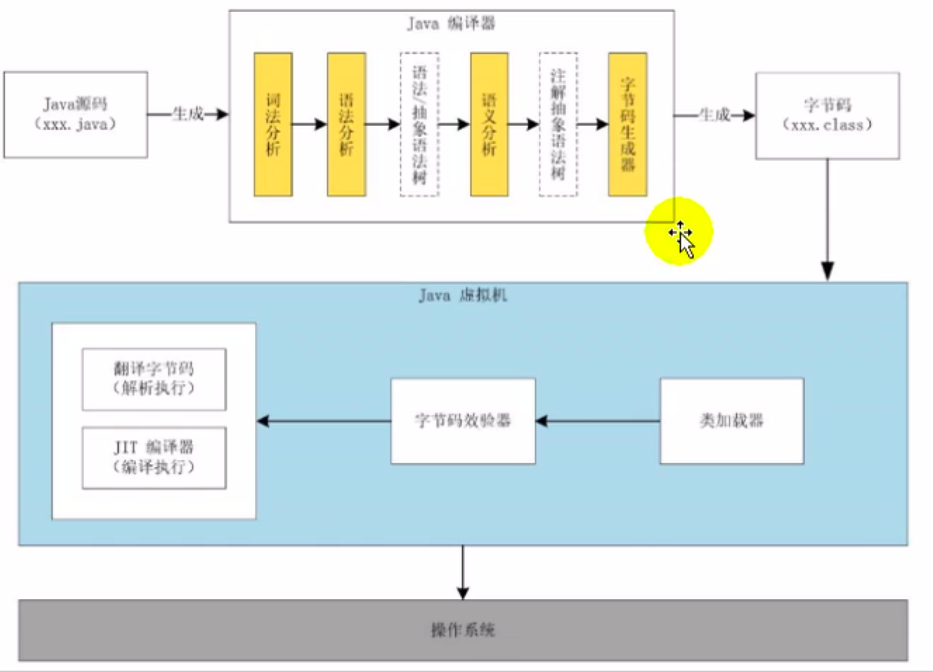 Java 编译器
Java源码
（xxx.java）
生成
词法分析
语法分析
语法/抽象语法树
语义分析
注解抽象语法树
字节码生成器
生成
字节码
（xxx.class）
Java 虚拟机
翻译字节码
（解析执行）
JIT 编译器
（编译执行）
字节码效验器
类加载器
操作系统